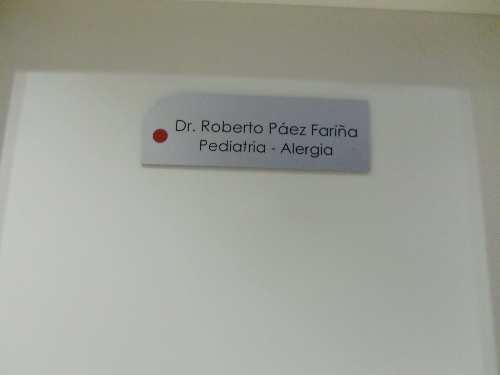 Dr. Roberto Páez Fariña
Pediatria - Alergia